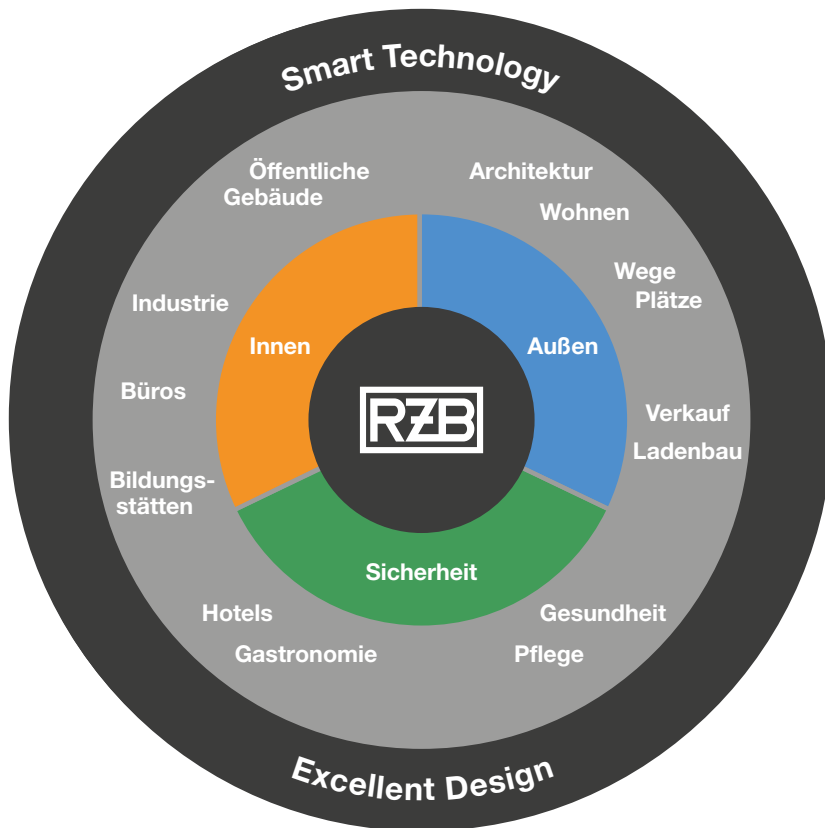 Smart Technology
Öffentliche
Gebäude
Architektur
Wohnen
Wege
Plätze
Industrie
Innen
Außen
Büros
RZB
Verkauf
Ladenbau
Bildungs-
stätten
Sicherheit
Hotels
Gastronomie
Gesundheit
Pflege
Excellent Design